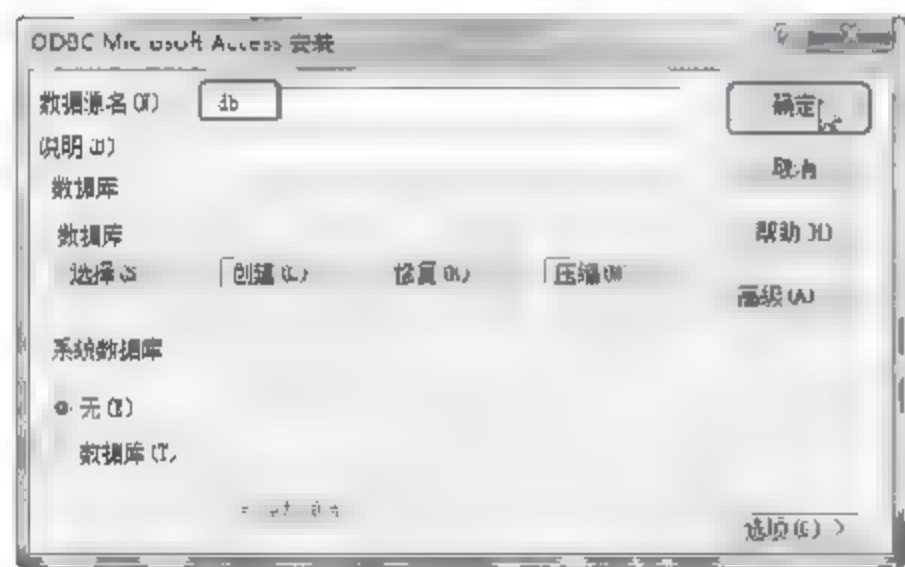 ODBC Microsoft Access 安装
数据源名(N) db 确定
说明(D) 取消
数据库
数据库 帮助(H)
选择(S) 创建(C) 修复(R) 压缩(M)
高级(A)
系统数据库
无(E)
数据库(T)
选项(O) >